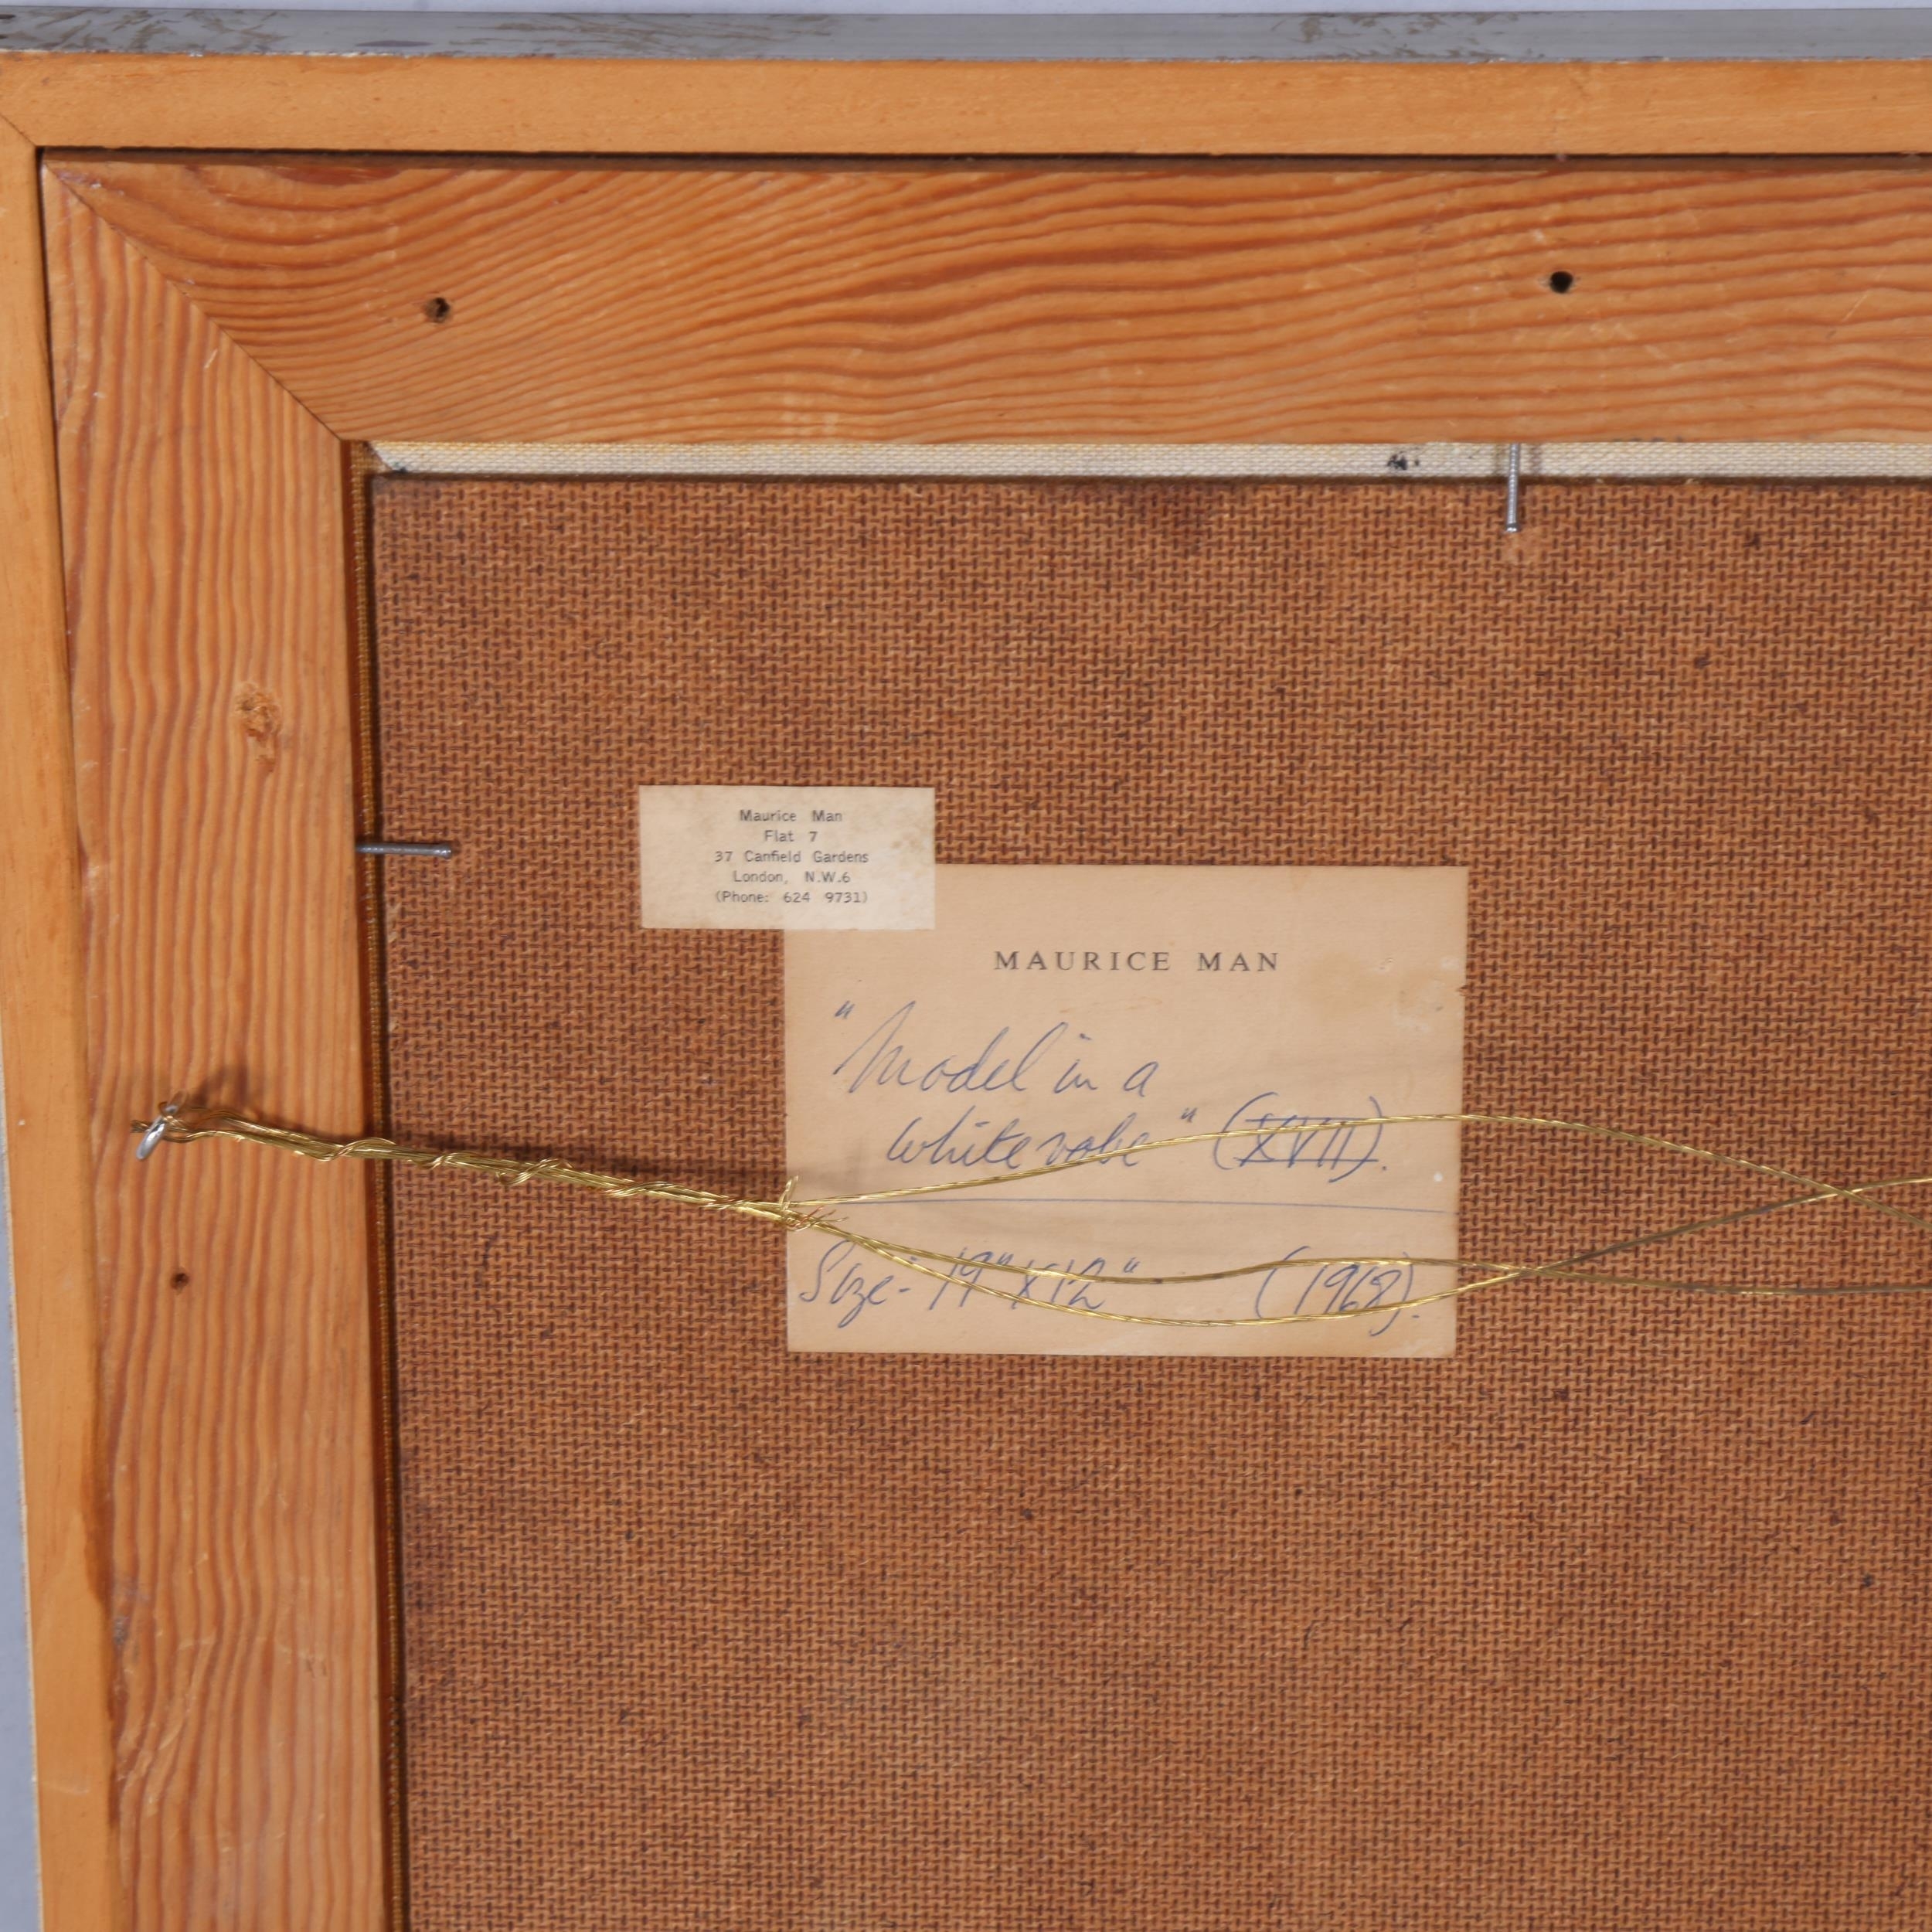 Maurice Man
Flat 7
37 Canfield Gardens
London, N.W.6
(Phone: 624 9731)
MAURICE MAN
"Model in a
White robe" (XVII).
Size:- 19" x 12" (1968).